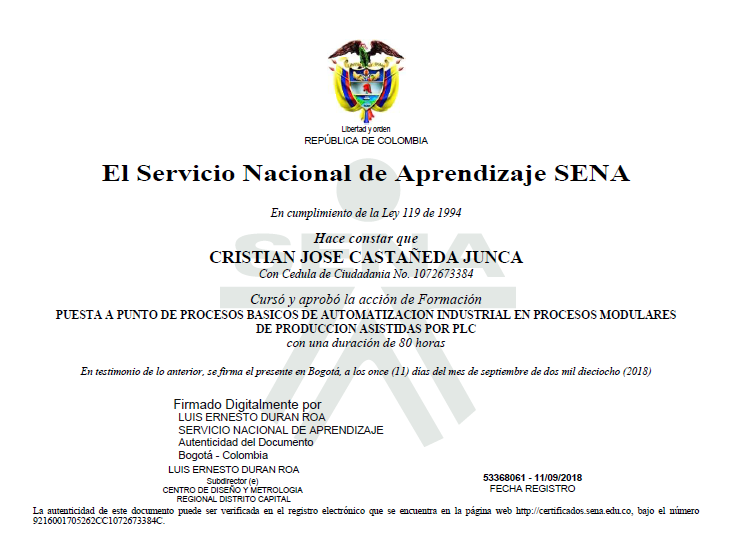 Libertad y orden
REPÚBLICA DE COLOMBIA
El Servicio Nacional de Aprendizaje SENA
En cumplimiento de la Ley 119 de 1994
Hace constar que
SENA
CRISTIAN JOSE CASTAÑEDA JUNCA
Con Cedula de Ciudadania No. 1072673384
Cursó y aprobó la acción de Formación
PUESTA A PUNTO DE PROCESOS BASICOS DE AUTOMATIZACION INDUSTRIAL EN PROCESOS MODULARES
DE PRODUCCION ASISTIDAS POR PLC
con una duración de 80 horas
En testimonio de lo anterior, se firma el presente en Bogotá, a los once (11) días del mes de septiembre de dos mil dieciocho (2018)
Firmado Digitalmente por
LUIS ERNESTO DURAN ROA
SERVICIO NACIONAL DE APRENDIZAJE
Autenticidad del Documento
Bogotá - Colombia
LUIS ERNESTO DURAN ROA
Subdirector (e)
CENTRO DE DISEÑO Y METROLOGIA
REGIONAL DISTRITO CAPITAL
53368061 - 11/09/2018
FECHA REGISTRO
La autenticidad de este documento puede ser verificada en el registro electrónico que se encuentra en la página web http://certificados.sena.edu.co, bajo el número
9216001705262CC1072673384C.